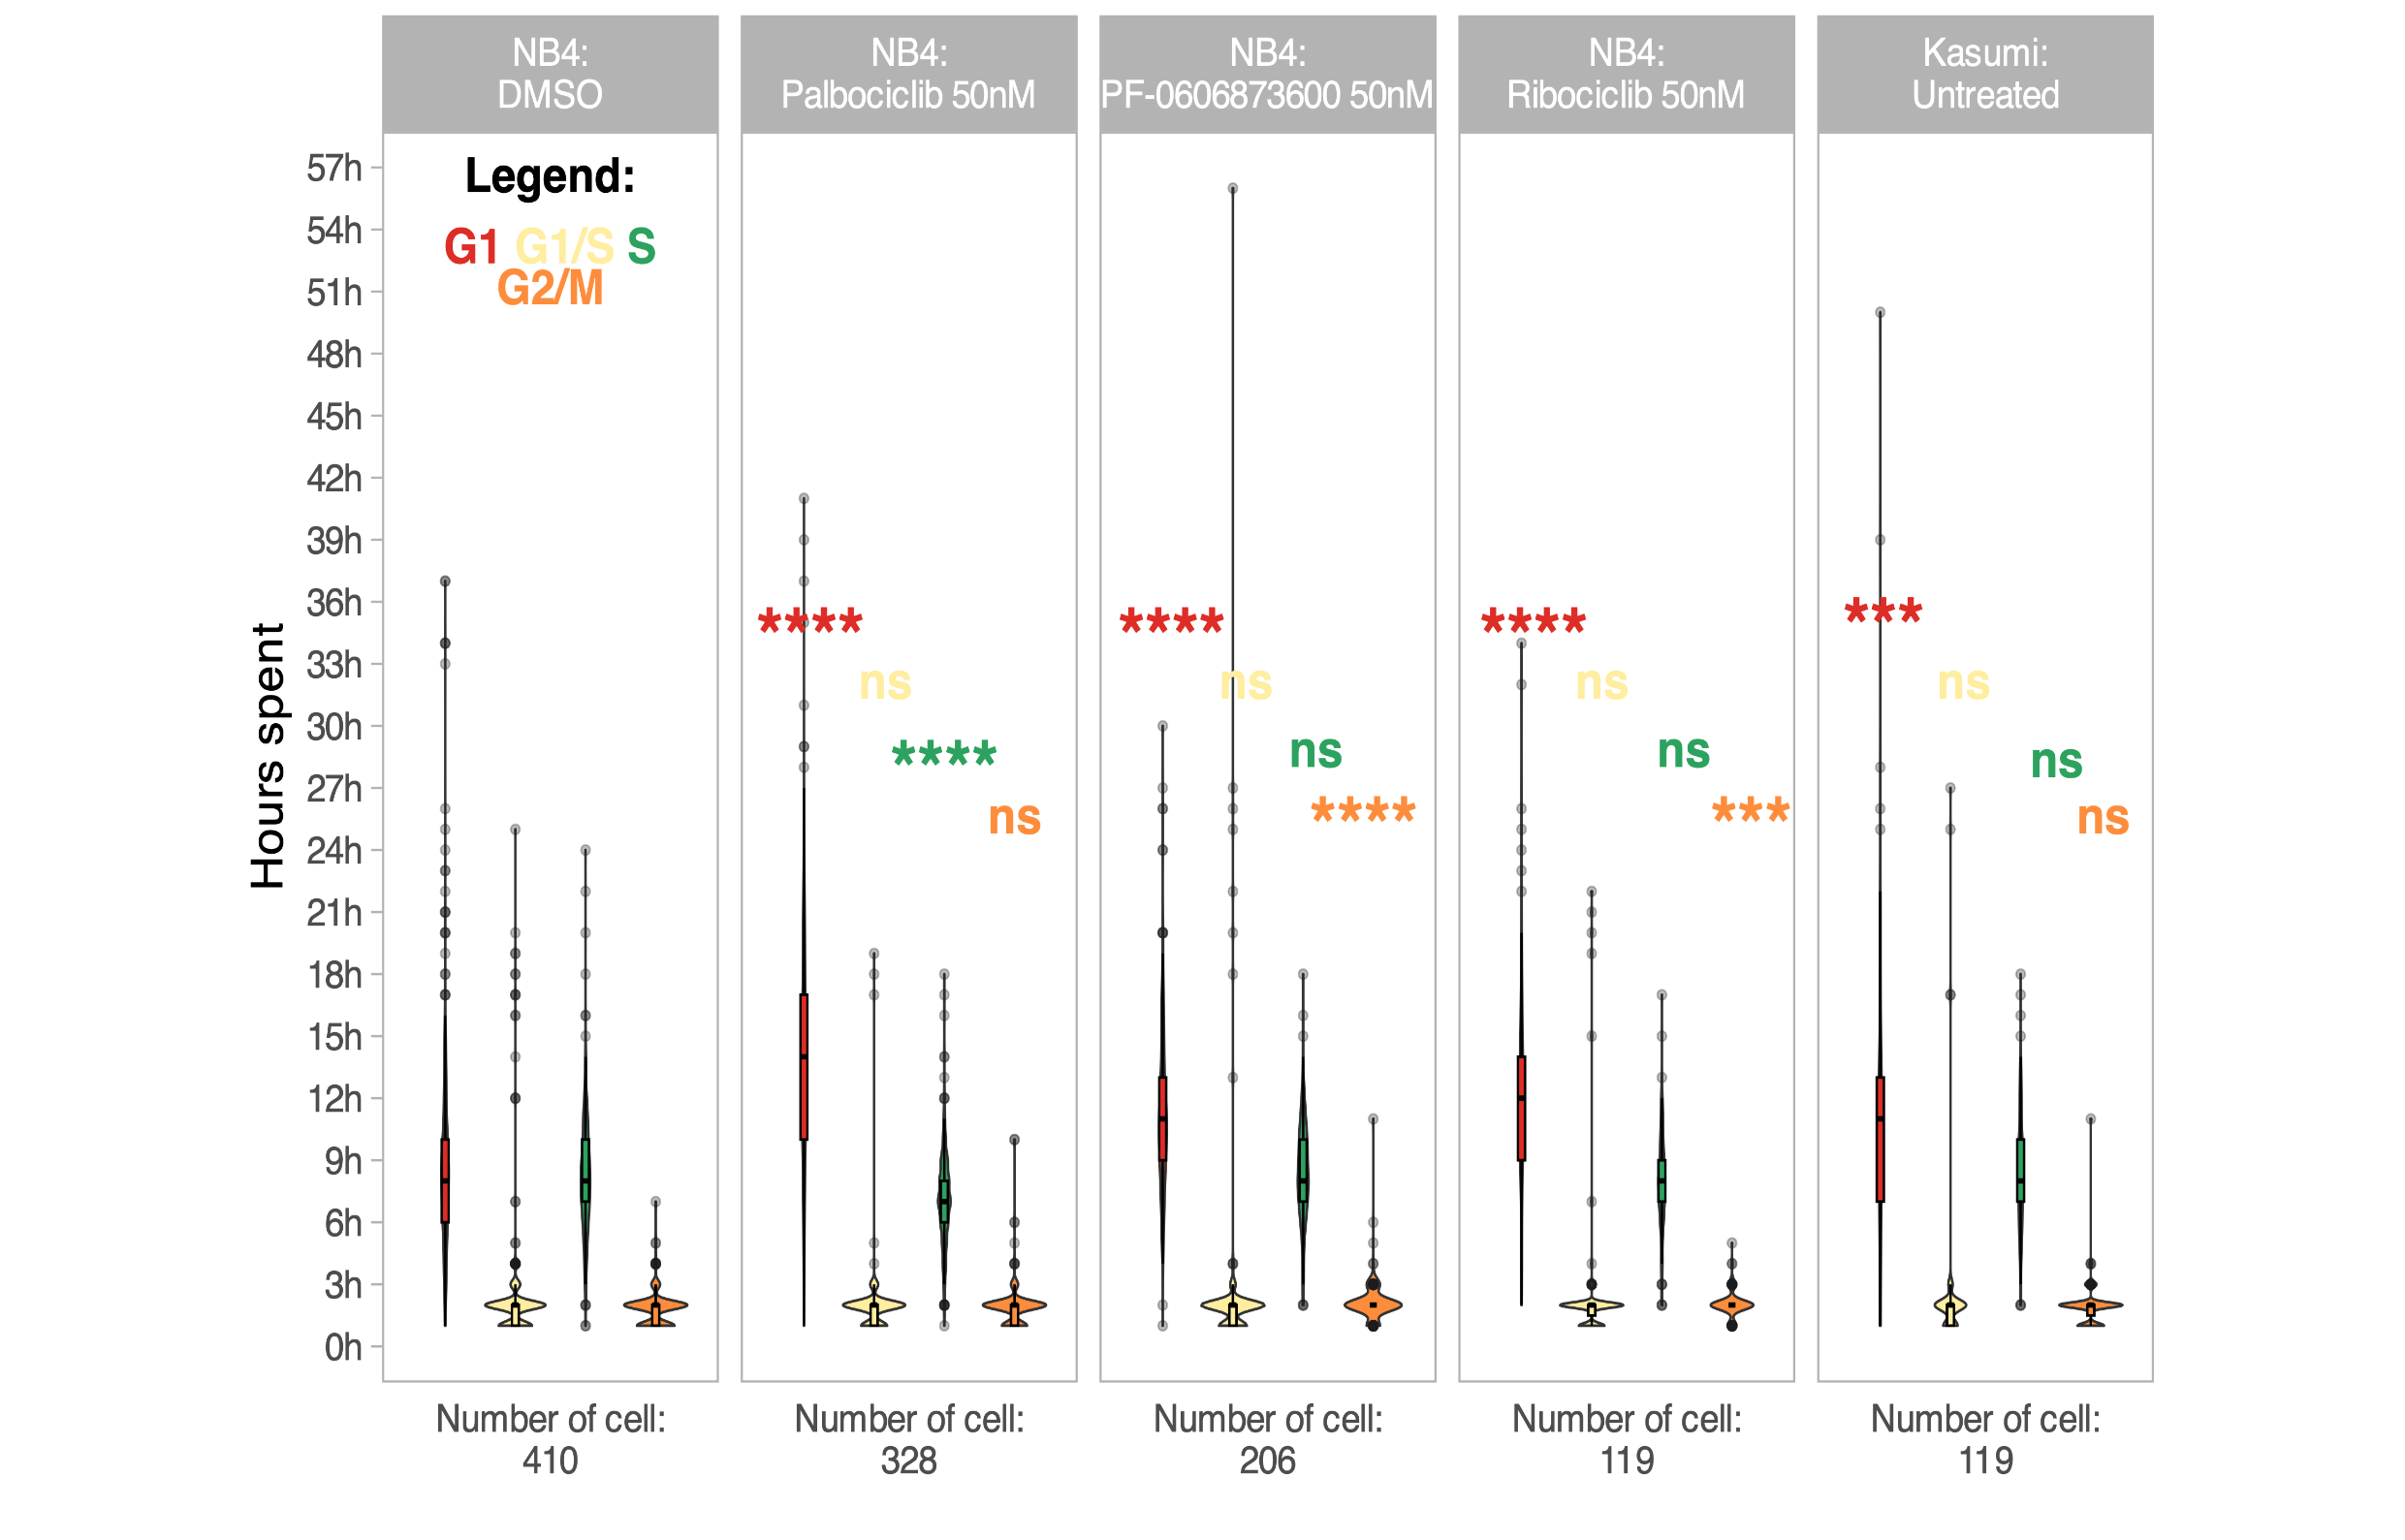 NB4:
DMSO
NB4:
Palbociclib 50nM
NB4:
PF-0606873600 50nM
NB4:
Ribociclib 50nM
Kasumi:
Untreated
Legend:
G1 G1/S S
G2/M
Hours spent
57h
54h
51h
48h
45h
42h
39h
36h
33h
30h
27h
24h
21h
18h
15h
12h
9h
6h
3h
0h
****
ns
****
ns
****
ns
ns
****
****
ns
ns
***
***
ns
ns
ns
Number of cell:
410
Number of cell:
328
Number of cell:
206
Number of cell:
119
Number of cell:
119